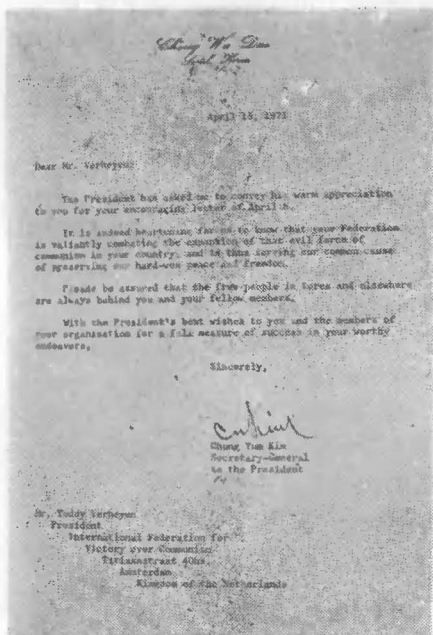 Chong Wa Dae
Seoul, Korea
April 15, 1971
Dear Mr. Verheyen:
The President has asked me to convey his warm appreciation
to you for your encouraging letter of April
It is indeed heartening for us to know that your Federation
is valiantly combating the expansion of that evil force of
communism in your country, and is thus serving our common cause
of preserving our hard-won peace and freedom.
Please be assured that the free people in Korea and elsewhere
are always behind you and your fellow members.
With the President's best wishes to you and the members of
your organization for a full measure of success in your worthy
endeavors,
Sincerely,
Chung Yum Kim
Secretary-General
to the President
Mr. Teddy Verheyen
President
International Federation for
Victory over Communism
Amsterdam
Kingdom of the Netherlands